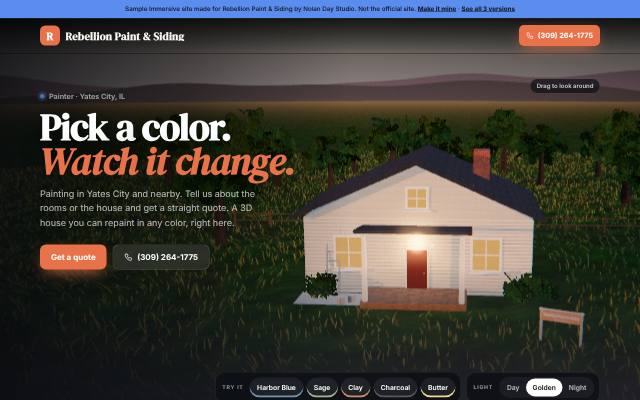 Sample Immersive site made for Rebellion Paint & Siding by Nolan Day Studio. Not the official site. Make it mine · See all 3 versions
R Rebellion Paint & Siding
(309) 264-1775
Drag to look around
Painter · Yates City, IL
Pick a color.
Watch it change.
Painting in Yates City and nearby. Tell us about the
rooms or the house and get a straight quote. A 3D
house you can repaint in any color, right here.
Get a quote
(309) 264-1775
TRY IT Harbor Blue Sage Clay Charcoal Butter
LIGHT Day Golden Night